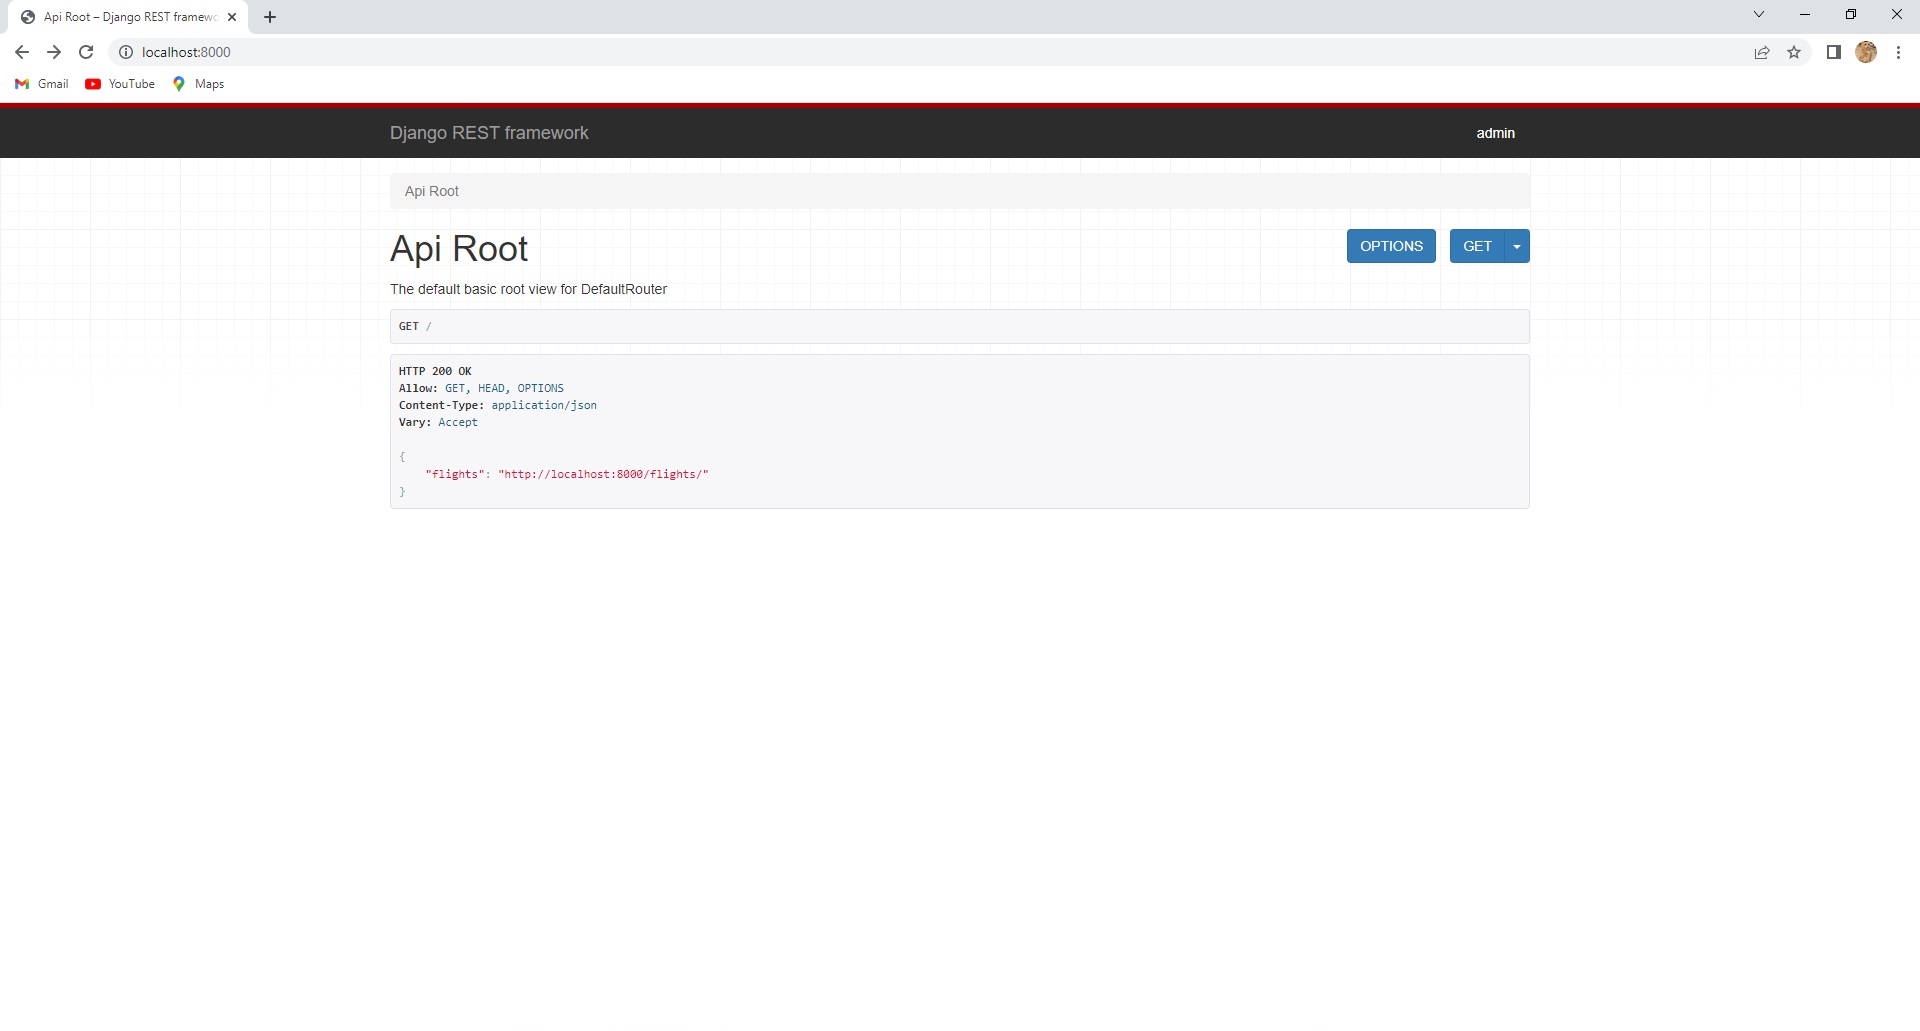 Api Root – Django REST framewo
localhost:8000
Gmail YouTube Maps
Django REST framework admin
Api Root
Api Root OPTIONS GET
The default basic root view for DefaultRouter
GET /
HTTP 200 OK
Allow: GET, HEAD, OPTIONS
Content-Type: application/json
Vary: Accept
{
"flights": "http://localhost:8000/flights/"
}